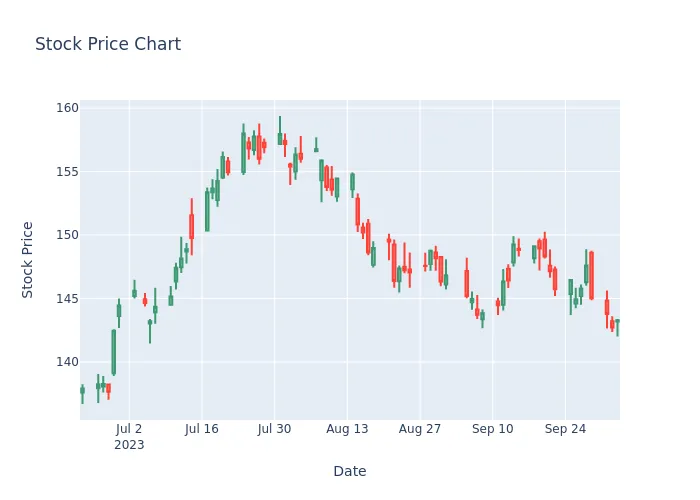 Stock Price Chart
160
155
150
145
140
Stock Price
Jul 2
2023
Jul 16
Jul 30
Aug 13
Aug 27
Sep 10
Sep 24
Date